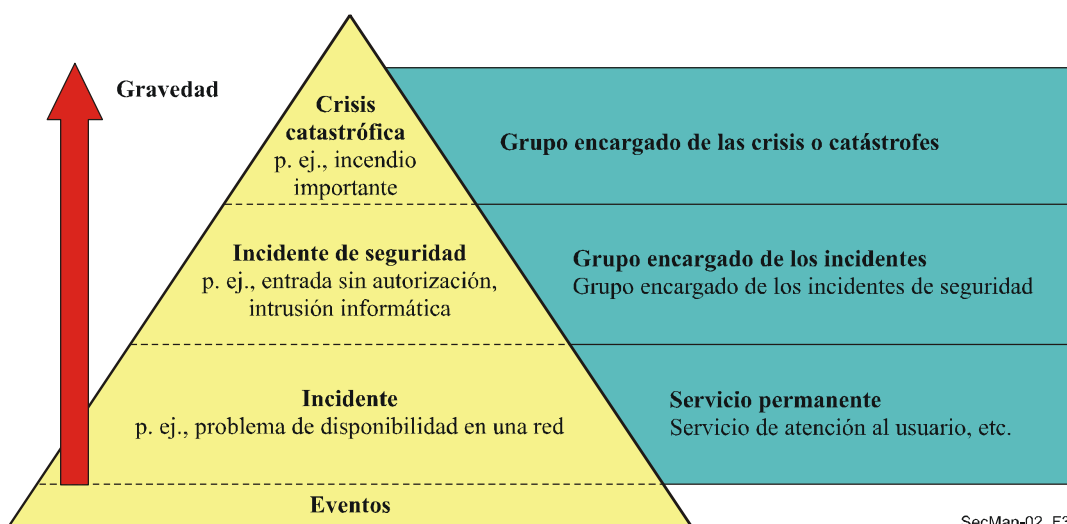 Gravedad
Crisis
catastrófica
p. ej., incendio
importante
Grupo encargado de las crisis o catástrofes
Incidente de seguridad
p. ej., entrada sin autorización,
intrusión informática
Grupo encargado de los incidentes
Grupo encargado de los incidentes de seguridad
Incidente
p. ej., problema de disponibilidad en una red
Servicio permanente
Servicio de atención al usuario, etc.
Eventos